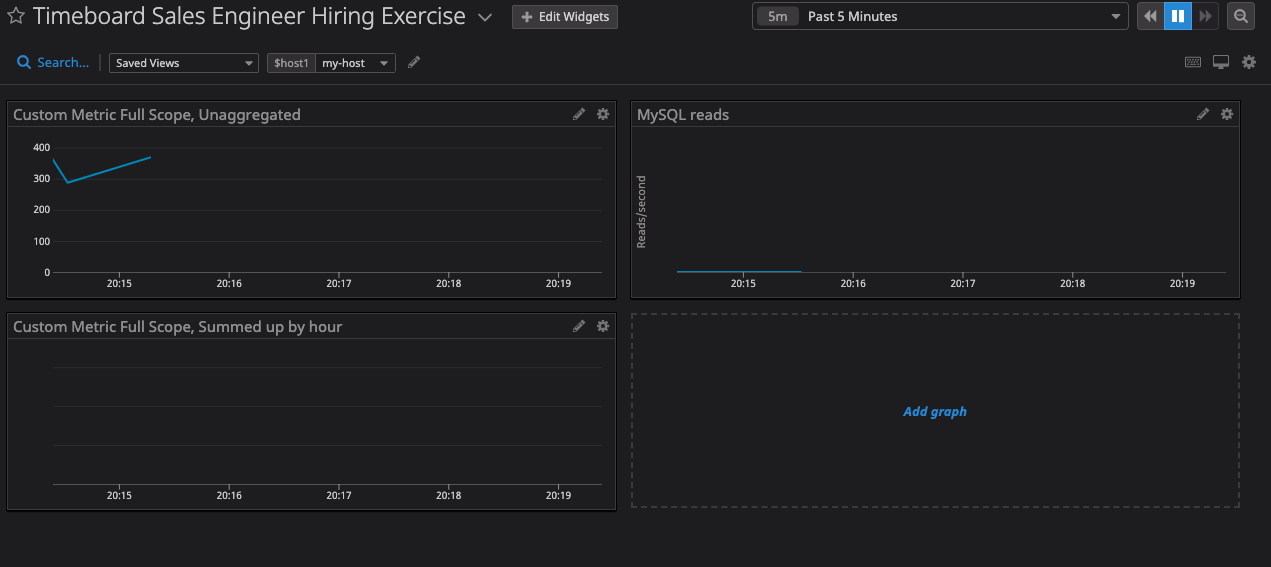 Timeboard Sales Engineer Hiring Exercise
Edit Widgets
5m Past 5 Minutes
Search...
Saved Views
$host1 my-host
Custom Metric Full Scope, Unaggregated
400
300
200
100
0
20:15 20:16 20:17 20:18 20:19
MySQL reads
Reads/second
20:15 20:16 20:17 20:18 20:19
Custom Metric Full Scope, Summed up by hour
20:15 20:16 20:17 20:18 20:19
Add graph